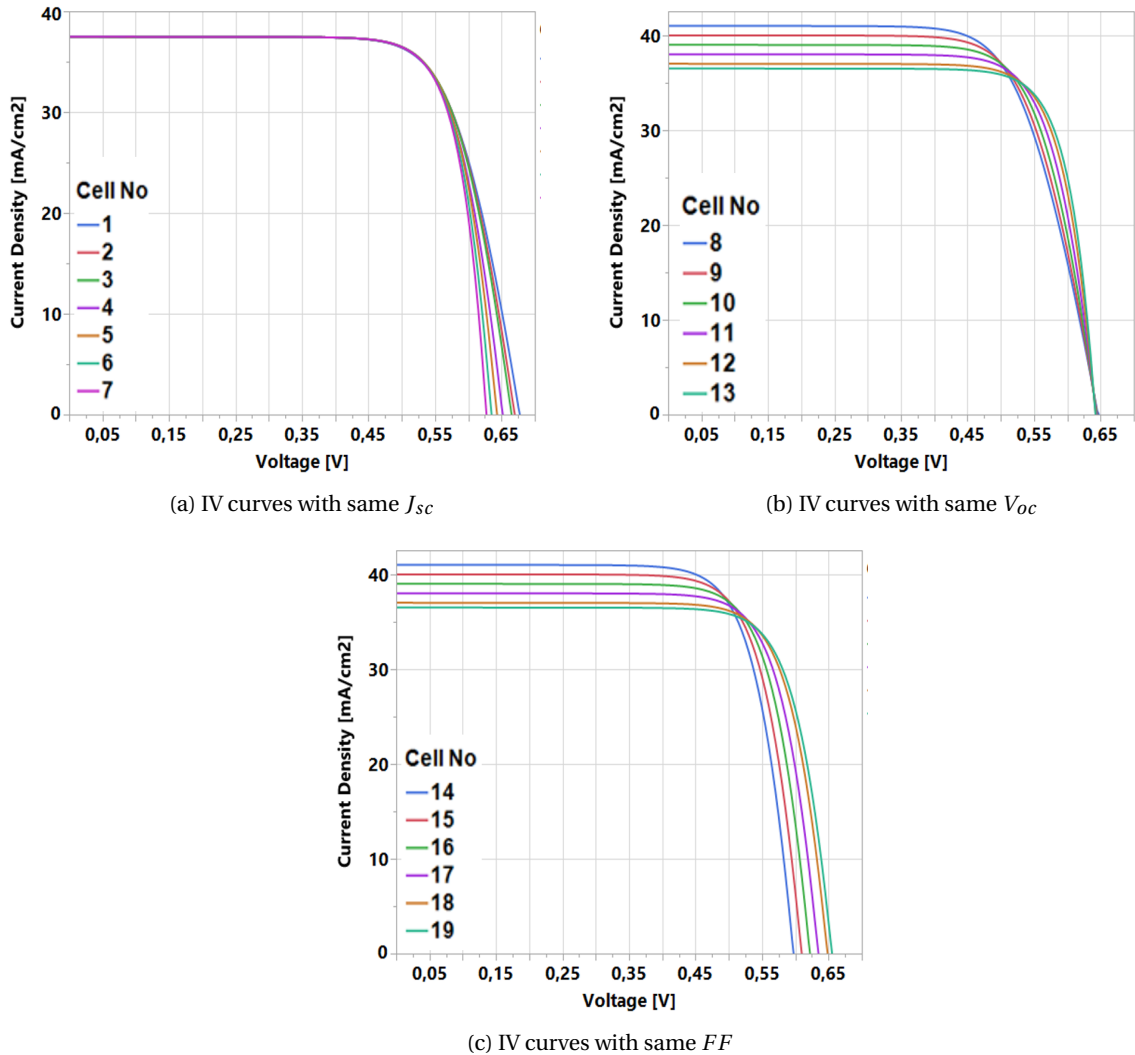 40
30
20
10
0
Current Density [mA/cm2]
Cell No
1
2
3
4
5
6
7
0,05 0,15 0,25 0,35 0,45 0,55 0,65
Voltage [V]
(a) IV curves with same Jsc
40
30
20
10
0
Current Density [mA/cm2]
Cell No
8
9
10
11
12
13
0,05 0,15 0,25 0,35 0,45 0,55 0,65
Voltage [V]
(b) IV curves with same Voc
40
30
20
10
0
Current Density [mA/cm2]
Cell No
14
15
16
17
18
19
0,05 0,15 0,25 0,35 0,45 0,55 0,65
Voltage [V]
(c) IV curves with same FF